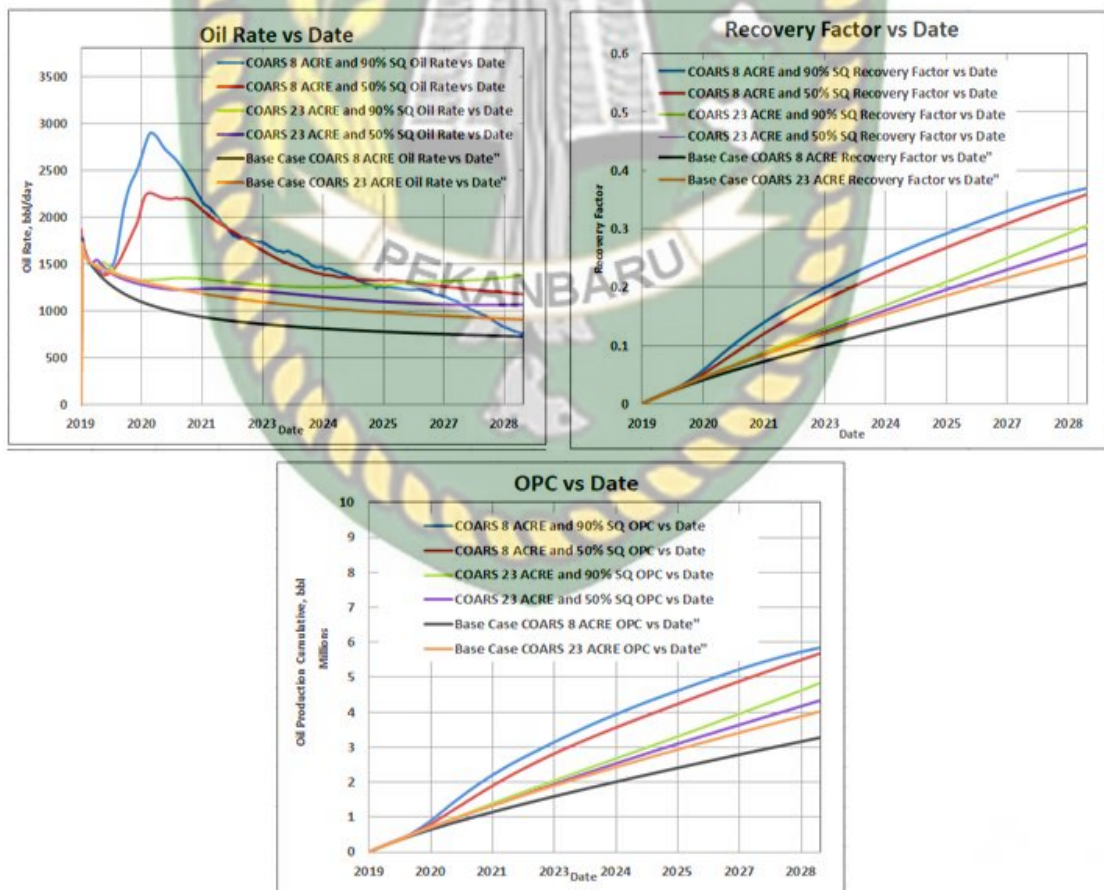 Oil Rate vs Date
COARS 8 ACRE and 90% SQ Oil Rate vs Date
COARS 8 ACRE and 50% SQ Oil Rate vs Date
COARS 23 ACRE and 90% SQ Oil Rate vs Date
COARS 23 ACRE and 50% SQ Oil Rate vs Date
Base Case COARS 8 ACRE Oil Rate vs Date"
Base Case COARS 23 ACRE Oil Rate vs Date"
Oil Rate, bbl/day
3500
3000
2500
2000
1500
1000
500
0
2019 2020 2021 2023 2024 2025 2027 2028
Date
Recovery Factor vs Date
COARS 8 ACRE and 90% SQ Recovery Factor vs Date
COARS 8 ACRE and 50% SQ Recovery Factor vs Date
COARS 23 ACRE and 90% SQ Recovery Factor vs Date
COARS 23 ACRE and 50% SQ Recovery Factor vs Date
Base Case COARS 8 ACRE Recovery Factor vs Date"
Base Case COARS 23 ACRE Recovery Factor vs Date"
Recovery Factor
0.6
0.5
0.4
0.3
0.2
0.1
0
2019 2020 2021 2023 2024 2025 2027 2028
Date
PEKANBARU
OPC vs Date
COARS 8 ACRE and 90% SQ OPC vs Date
COARS 8 ACRE and 50% SQ OPC vs Date
COARS 23 ACRE and 90% SQ OPC vs Date
COARS 23 ACRE and 50% SQ OPC vs Date
Base Case COARS 8 ACRE OPC vs Date"
Base Case COARS 23 ACRE OPC vs Date"
Oil Production Cumulative, bbl
Millions
10
9
8
7
6
5
4
3
2
1
0
2019 2020 2021 2023 2024 2025 2027 2028
Date